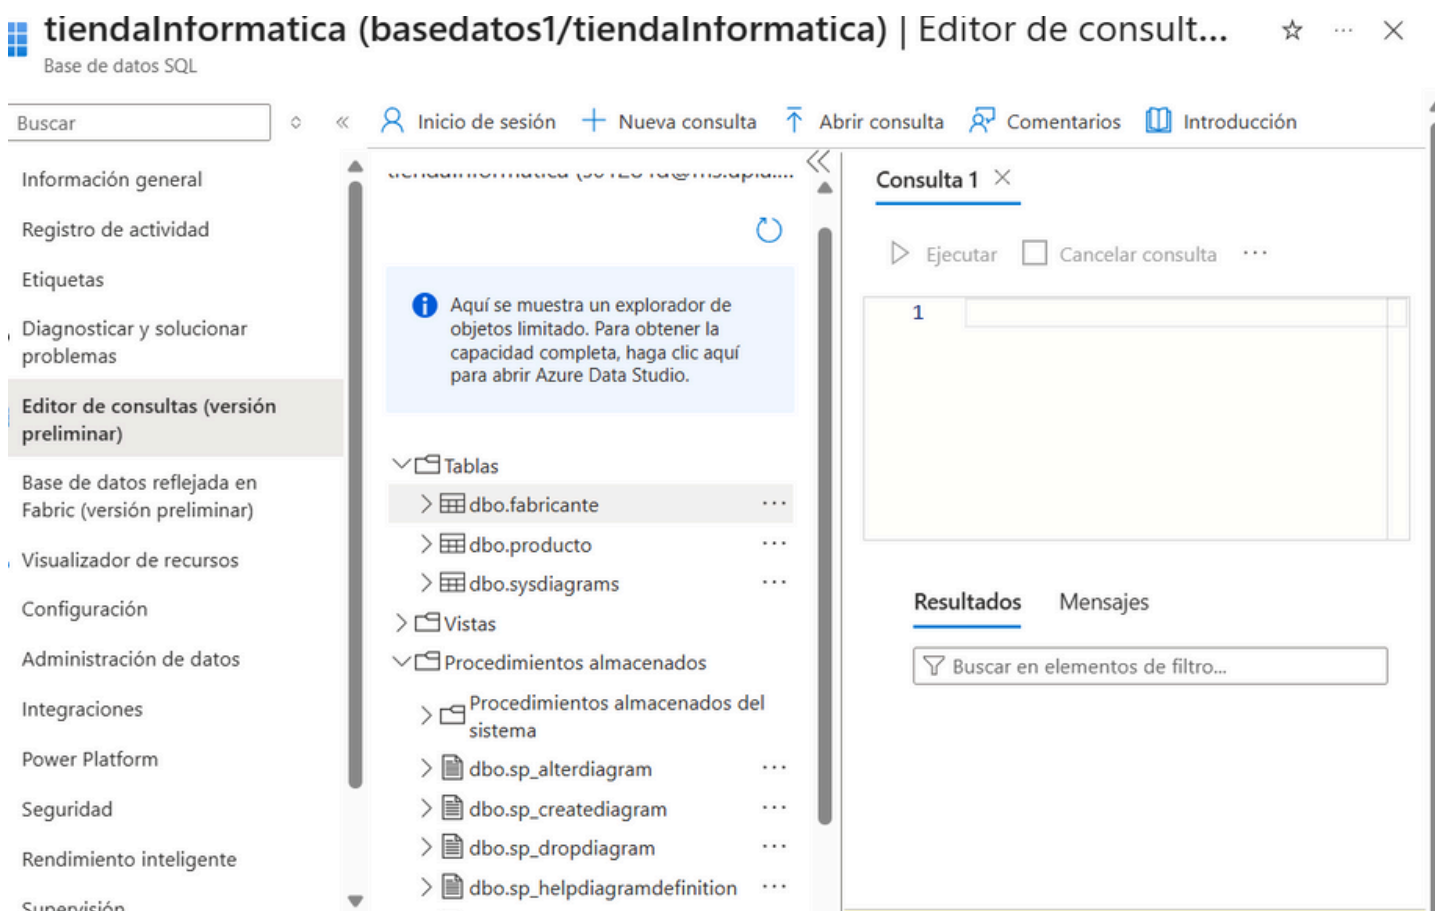 tiendaInformatica (basedatos1/tiendaInformatica) | Editor de consult...
Base de datos SQL
Buscar
Inicio de sesión
Nueva consulta
Abrir consulta
Comentarios
Introducción
Información general
Registro de actividad
Etiquetas
Diagnosticar y solucionar
problemas
Editor de consultas (versión
preliminar)
Base de datos reflejada en
Fabric (versión preliminar)
Visualizador de recursos
Configuración
Administración de datos
Integraciones
Power Platform
Seguridad
Rendimiento inteligente
Supervisión
tiendaInformatica
Aquí se muestra un explorador de
objetos limitado. Para obtener la
capacidad completa, haga clic aquí
para abrir Azure Data Studio.
Tablas
dbo.fabricante
dbo.producto
dbo.sysdiagrams
Vistas
Procedimientos almacenados
Procedimientos almacenados del
sistema
dbo.sp_alterdiagram
dbo.sp_creatediagram
dbo.sp_dropdiagram
dbo.sp_helpdiagramdefinition
Consulta 1
Ejecutar
Cancelar consulta
1
Resultados
Mensajes
Buscar en elementos de filtro...